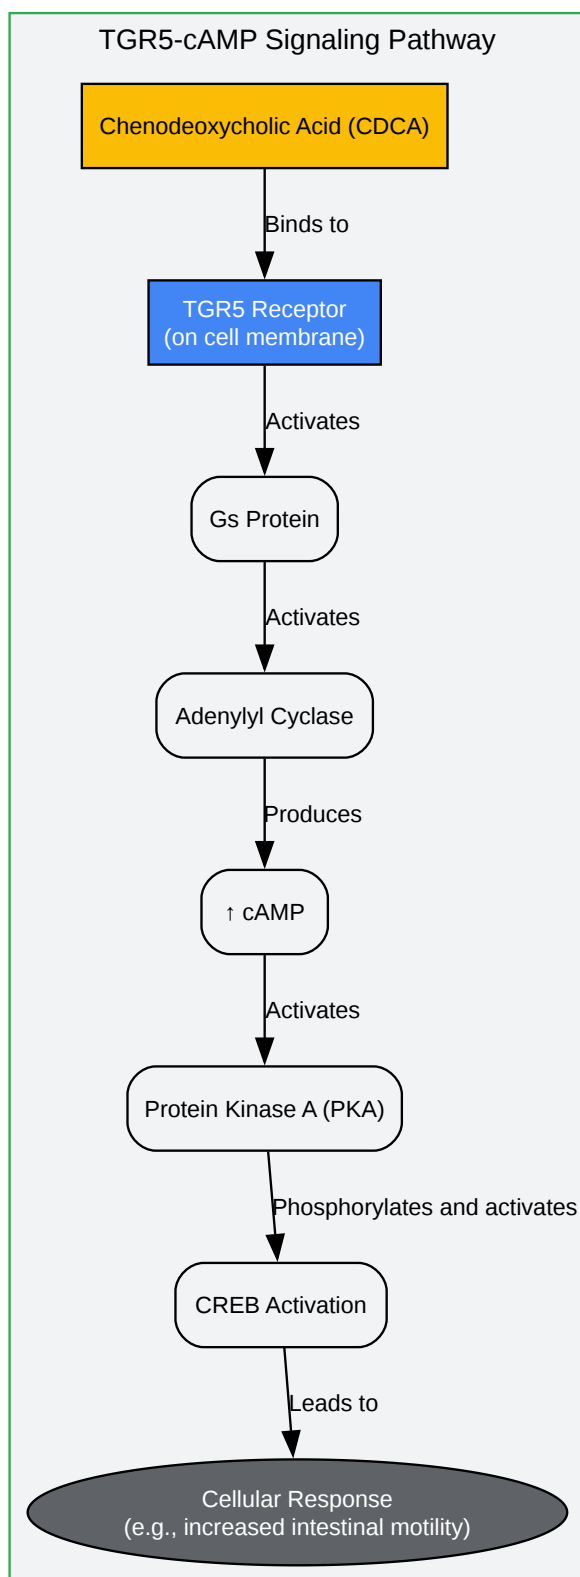 TGR5-cAMP Signaling Pathway
Chenodeoxycholic Acid (CDCA)
Binds to
TGR5 Receptor
(on cell membrane)
Activates
Gs Protein
Activates
Adenylyl Cyclase
Produces
↑ cAMP
Activates
Protein Kinase A (PKA)
Phosphorylates and activates
CREB Activation
Leads to
Cellular Response
(e.g., increased intestinal motility)